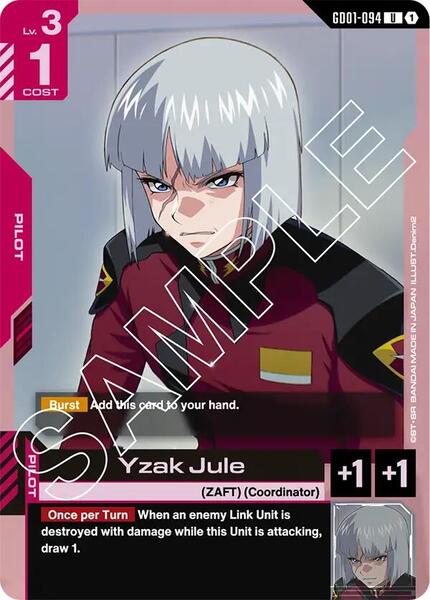 Lv. 3
1
COST
GD01-094 U 1
PILOT
©ST・SR BANDAI MADE IN JAPAN ILLUST.Denim2
SAMPLE
Burst Add this card to your hand.
PILOT
Yzak Jule
+1 +1
(ZAFT) (Coordinator)
Once per Turn When an enemy Link Unit is
destroyed with damage while this Unit is attacking,
draw 1.